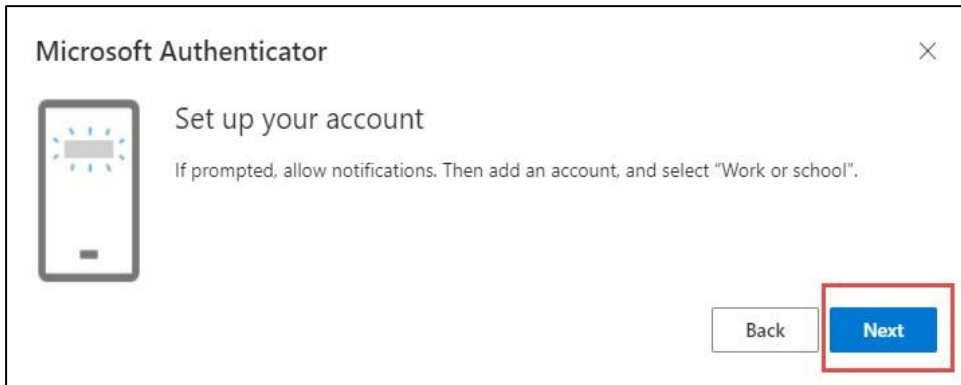 Microsoft Authenticator
Set up your account
If prompted, allow notifications. Then add an account, and select “Work or school”.
Back
Next